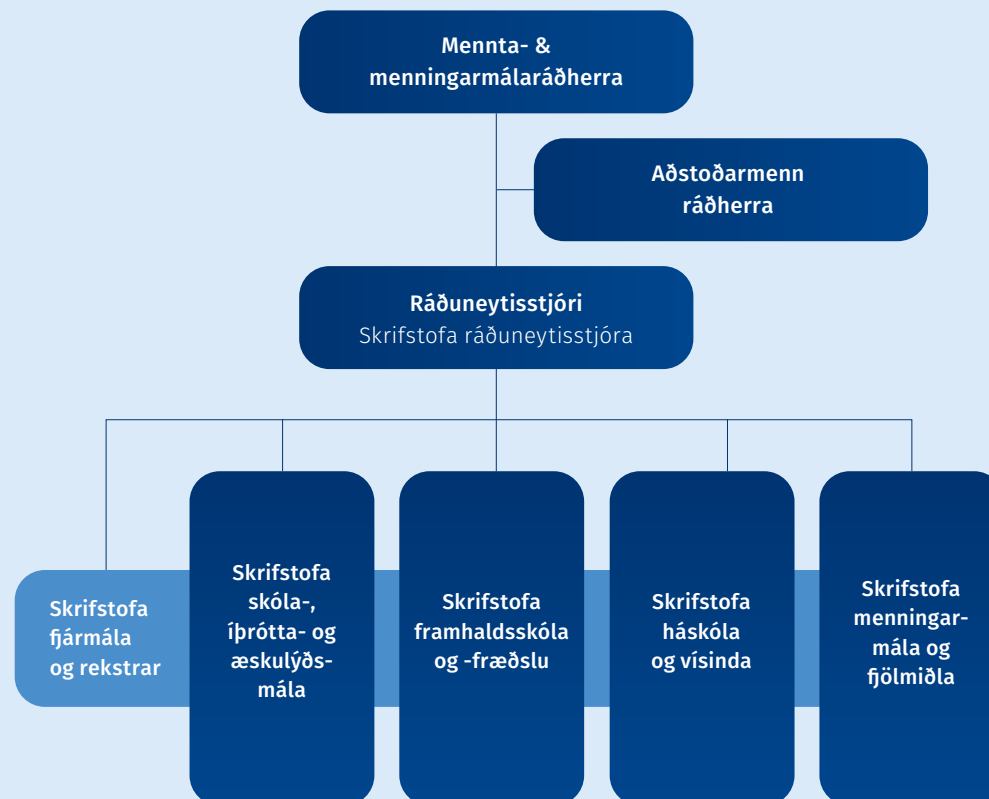 Mennta- &
menningarmálaráðherra
Aðstoðarmenn
ráðherra
Ráðuneytisstjóri
Skrifstofa ráðuneytisstjóra
Skrifstofa
fjármála
og rekstrar
Skrifstofa
skóla-,
íþrótta- og
æskulýðs-
mála
Skrifstofa
framhaldsskóla
og -fræðslu
Skrifstofa
háskóla
og vísinda
Skrifstofa
menningar-
mála og
fjölmiðla